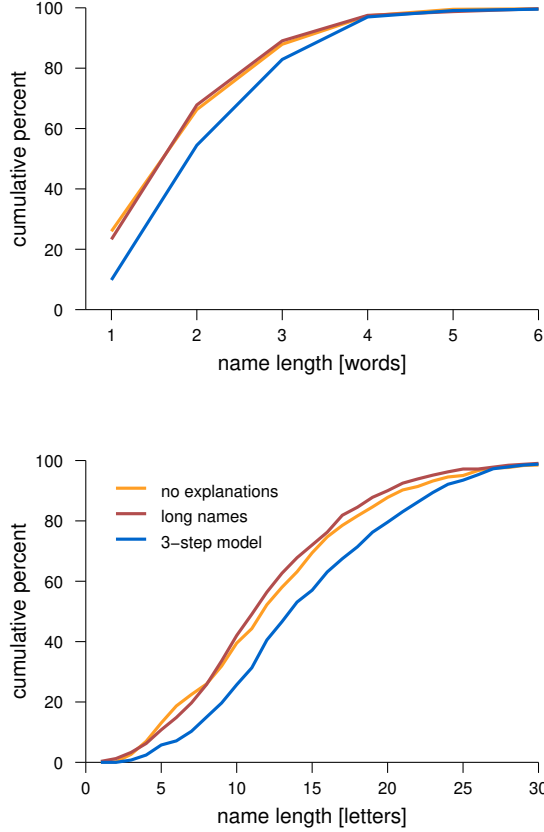 100
80
60
40
20
0
cumulative percent
1 2 3 4 5 6
name length [words]
100
80
60
40
20
0
cumulative percent
no explanations
long names
3−step model
0 5 10 15 20 25 30
name length [letters]